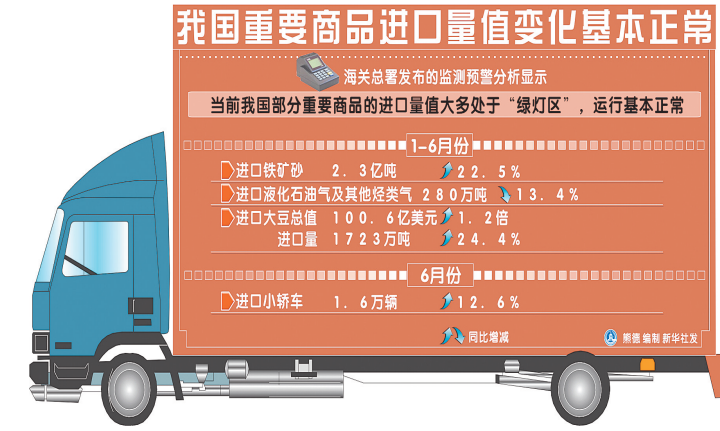 我国重要商品进口量值变化基本正常
海关总署发布的监测预警分析显示
当前我国部分重要商品的进口量值大多处于“绿灯区”，运行基本正常
1-6月份
进口铁矿砂 2.3亿吨 22.5%
进口液化石油气及其他烃类气 280万吨 13.4%
进口大豆总值 100.6亿美元 1.2倍
进口量 1723万吨 24.4%
6月份
进口小轿车 1.6万辆 12.6%
同比增减
熊德 编制 新华社发